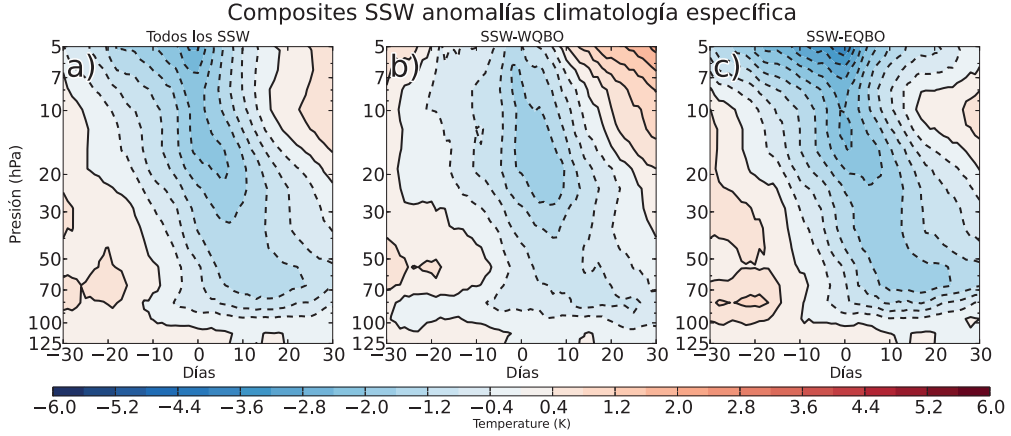 Composites SSW anomalías climatología específica
Todos los SSW
SSW-WQBO
SSW-EQBO
a)
b)
c)
Presión (hPa)
5
7
10
20
30
50
70
100
125
−30 −20 −10 0 10 20 30
Días
5
7
10
20
30
50
70
100
125
−30 −20 −10 0 10 20 30
Días
5
7
10
20
30
50
70
100
125
−30 −20 −10 0 10 20 30
Días
−6.0 −5.2 −4.4 −3.6 −2.8 −2.0 −1.2 −0.4 0.4 1.2 2.0 2.8 3.6 4.4 5.2 6.0
Temperature (K)